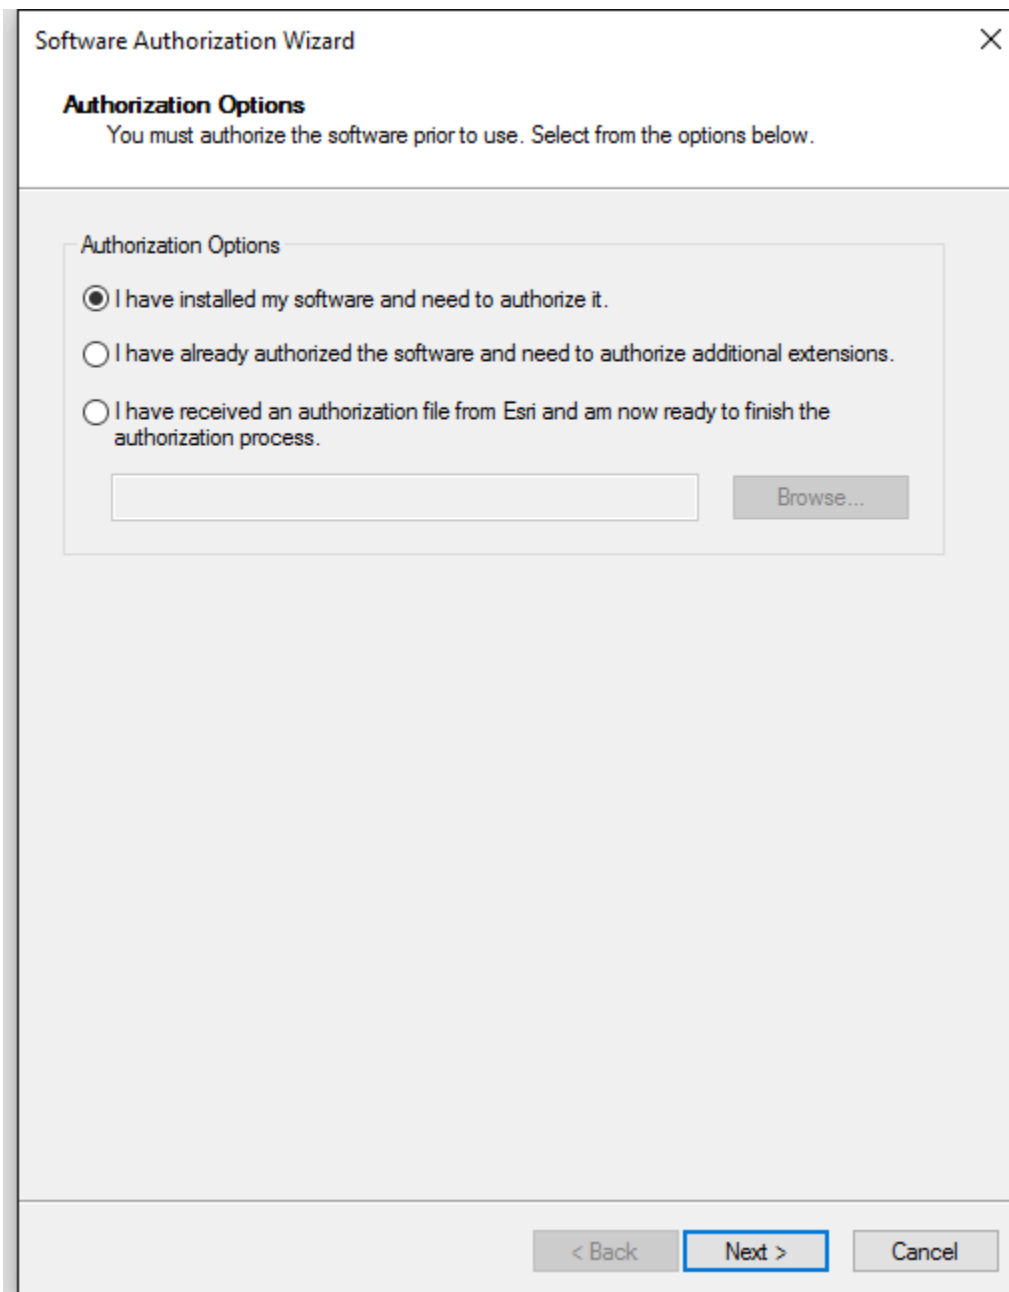 Software Authorization Wizard
Authorization Options
You must authorize the software prior to use. Select from the options below.
Authorization Options
I have installed my software and need to authorize it.
I have already authorized the software and need to authorize additional extensions.
I have received an authorization file from Esri and am now ready to finish the
authorization process.
Browse...
< Back
Next >
Cancel